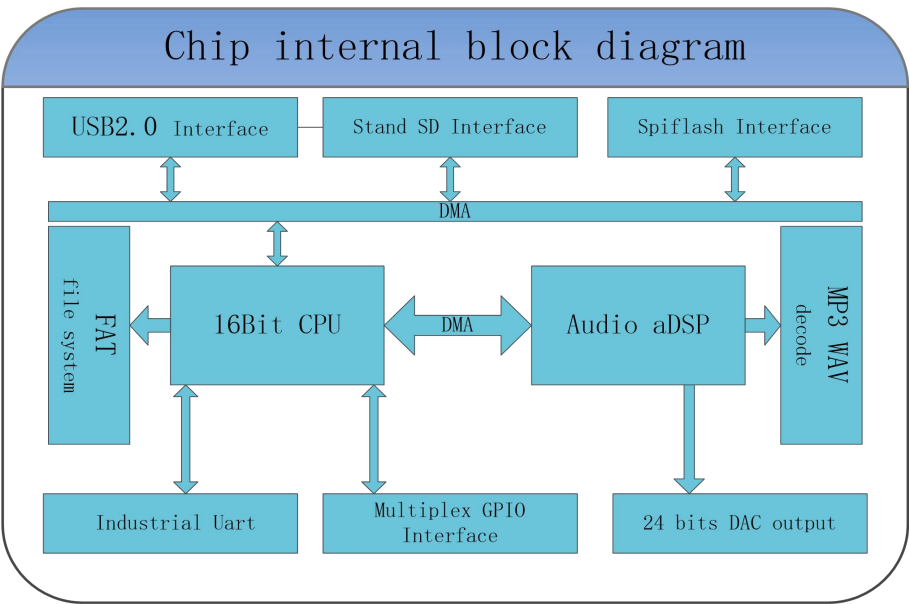 Chip internal block diagram
USB2.0 Interface
Stand SD Interface
Spiflash Interface
DMA
FAT
file system
16Bit CPU
DMA
Audio aDSP
MP3 WAV
decode
Industrial Uart
Multiplex GPIO
Interface
24 bits DAC output